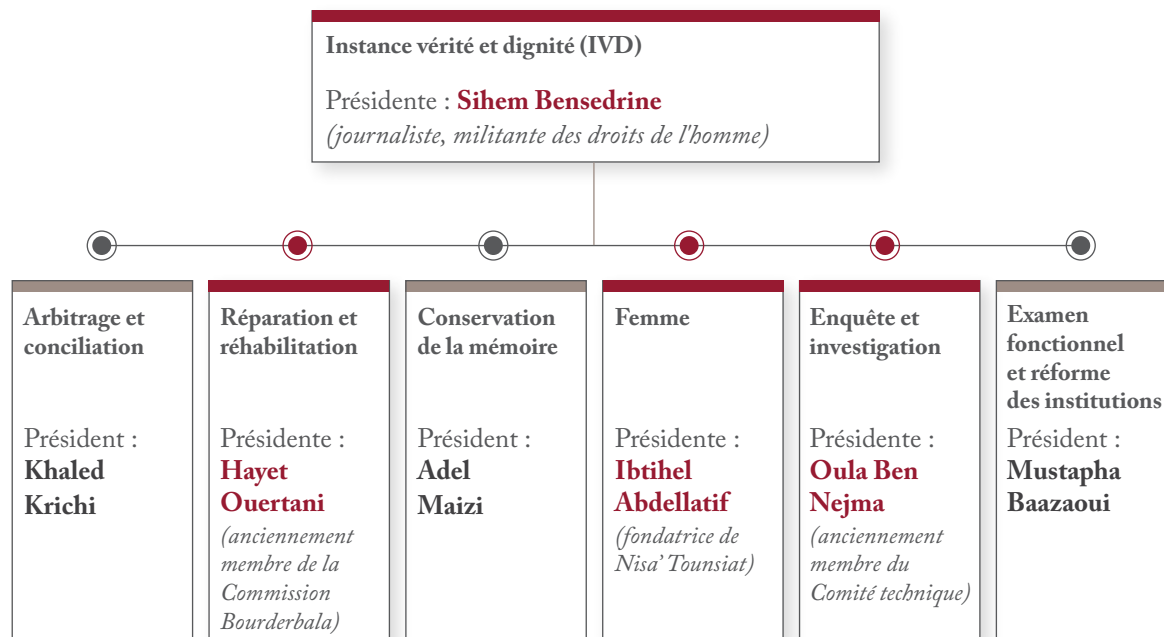 Instance vérité et dignité (IVD)
Présidente : Sihem Bensedrine
(journaliste, militante des droits de l'homme)
Arbitrage et
conciliation
Président :
Khaled
Krichi
Réparation et
réhabilitation
Présidente :
Hayet
Ouertani
(anciennement
membre de la
Commission
Bourderbala)
Conservation
de la mémoire
Président :
Adel
Maizi
Femme
Présidente :
Ibtihel
Abdellatif
(fondatrice de
Nisa’ Tounsiat)
Enquête et
investigation
Présidente :
Oula Ben
Nejma
(anciennement
membre du
Comité technique)
Examen
fonctionnel
et réforme
des institutions
Président :
Mustapha
Baazaoui